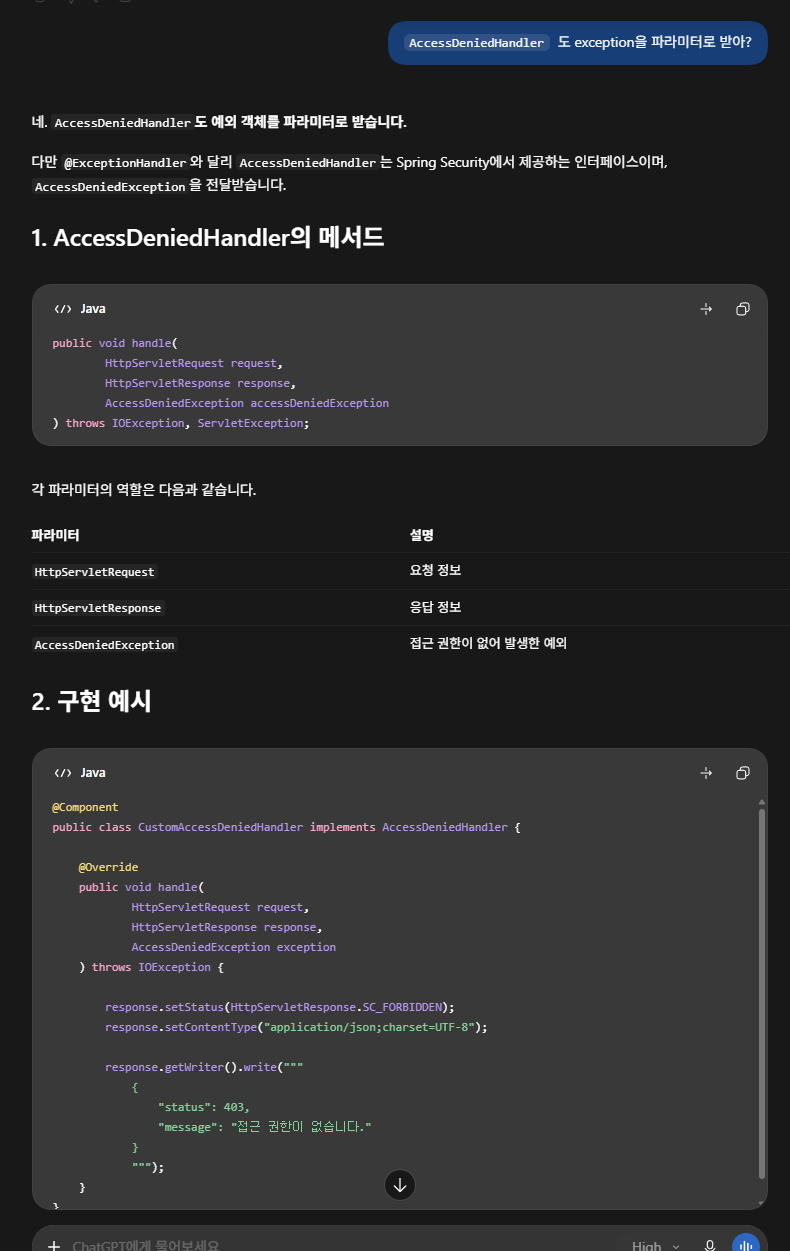 AccessDeniedHandler 도 exception을 파라미터로 받아?
네. AccessDeniedHandler 도 예외 객체를 파라미터로 받습니다.
다만 @ExceptionHandler 와 달리 AccessDeniedHandler 는 Spring Security에서 제공하는 인터페이스이며,
AccessDeniedException 을 전달받습니다.
1. AccessDeniedHandler의 메서드
</> Java
public void handle(
        HttpServletRequest request,
        HttpServletResponse response,
        AccessDeniedException accessDeniedException
) throws IOException, ServletException;
각 파라미터의 역할은 다음과 같습니다.
파라미터 설명
HttpServletRequest 요청 정보
HttpServletResponse 응답 정보
AccessDeniedException 접근 권한이 없어 발생한 예외
2. 구현 예시
</> Java
@Component
public class CustomAccessDeniedHandler implements AccessDeniedHandler {
    @Override
    public void handle(
            HttpServletRequest request,
            HttpServletResponse response,
            AccessDeniedException exception
    ) throws IOException {
        response.setStatus(HttpServletResponse.SC_FORBIDDEN);
        response.setContentType("application/json;charset=UTF-8");
        response.getWriter().write("""
            {
                "status": 403,
                "message": "접근 권한이 없습니다."
            }
            """);
    }
}
ChatGPT에게 물어보세요 High